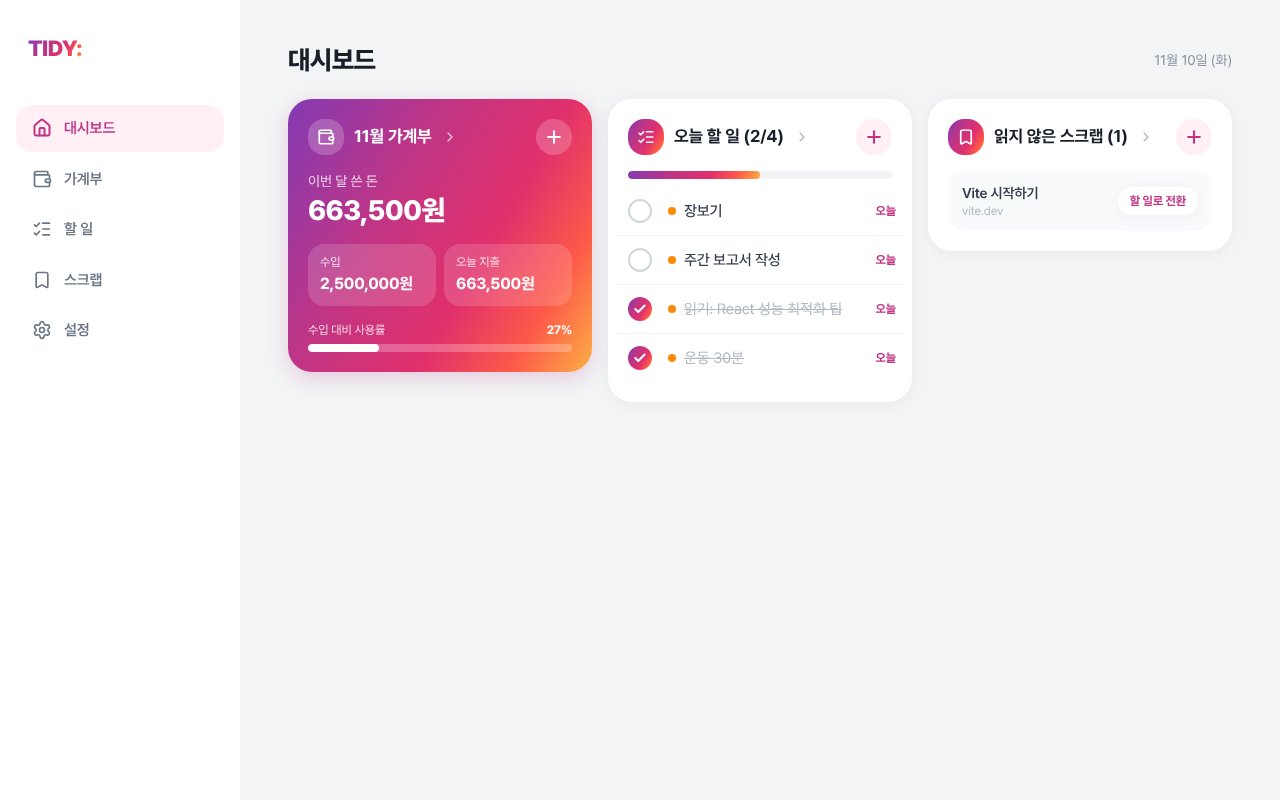 TIDY:
대시보드
가계부
할 일
스크랩
설정
대시보드
11월 10일 (화)
11월 가계부
이번 달 쓴 돈
663,500원
수입
2,500,000원
오늘 지출
663,500원
수입 대비 사용률
27%
오늘 할 일 (2/4)
장보기
오늘
주간 보고서 작성
오늘
읽기: React 성능 최적화 팁
오늘
운동 30분
오늘
읽지 않은 스크랩 (1)
Vite 시작하기
vite.dev
할 일로 전환